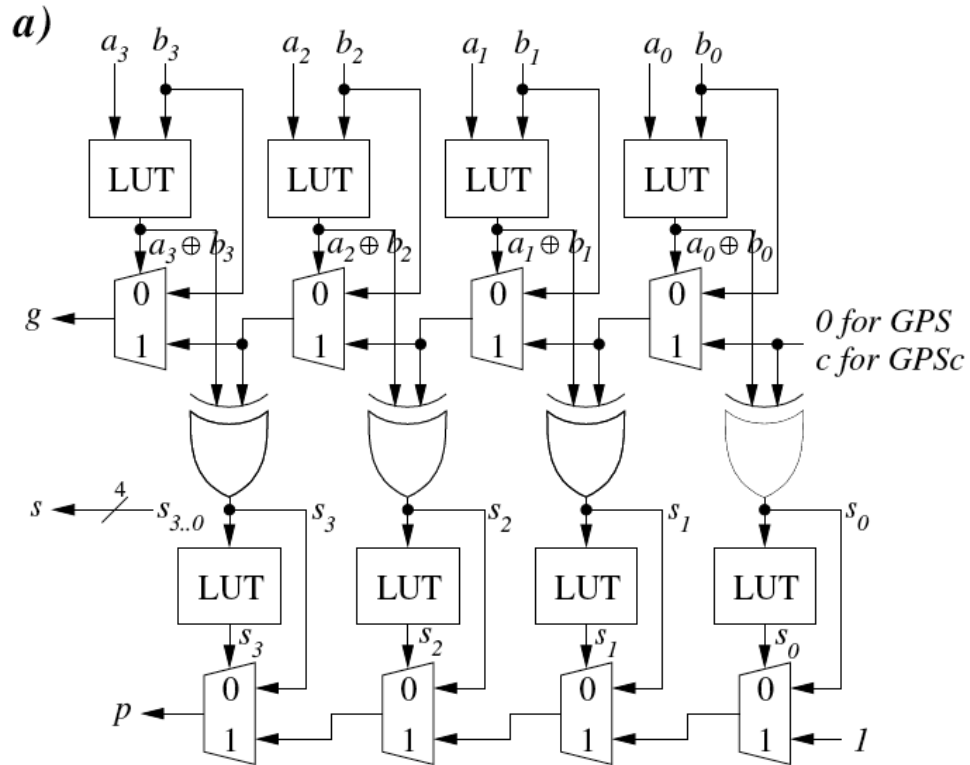 a)
a3 b3 a2 b2 a1 b1 a0 b0
LUT LUT LUT LUT
a3 ⊕ b3 a2 ⊕ b2 a1 ⊕ b1 a0 ⊕ b0
0 0 0 0
g 1 1 1 1 0 for GPS
c for GPSc
4
s s3..0 s3 s2 s1 s0
LUT LUT LUT LUT
s3 s2 s1 s0
0 0 0 0
p 1 1 1 1 1